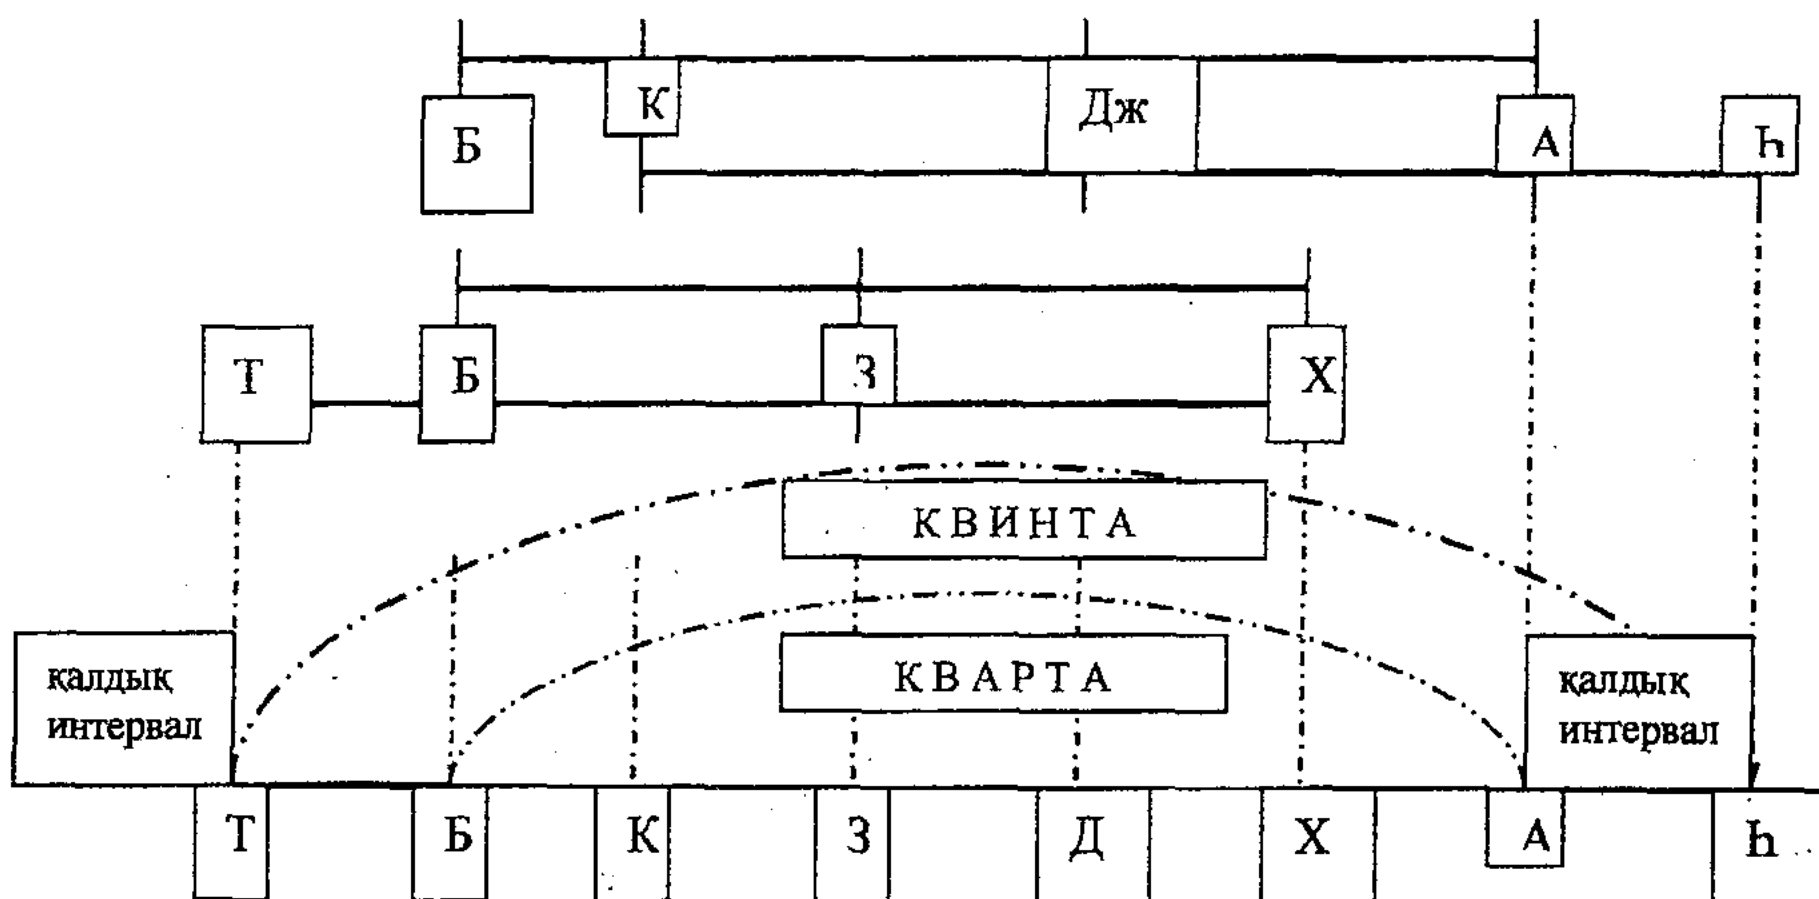 Б К Дж А Һ
Т Б З Х
КВИНТА
КВАРТА
қалдық
интервал
қалдық
интервал
Т Б К З Д Х А Һ